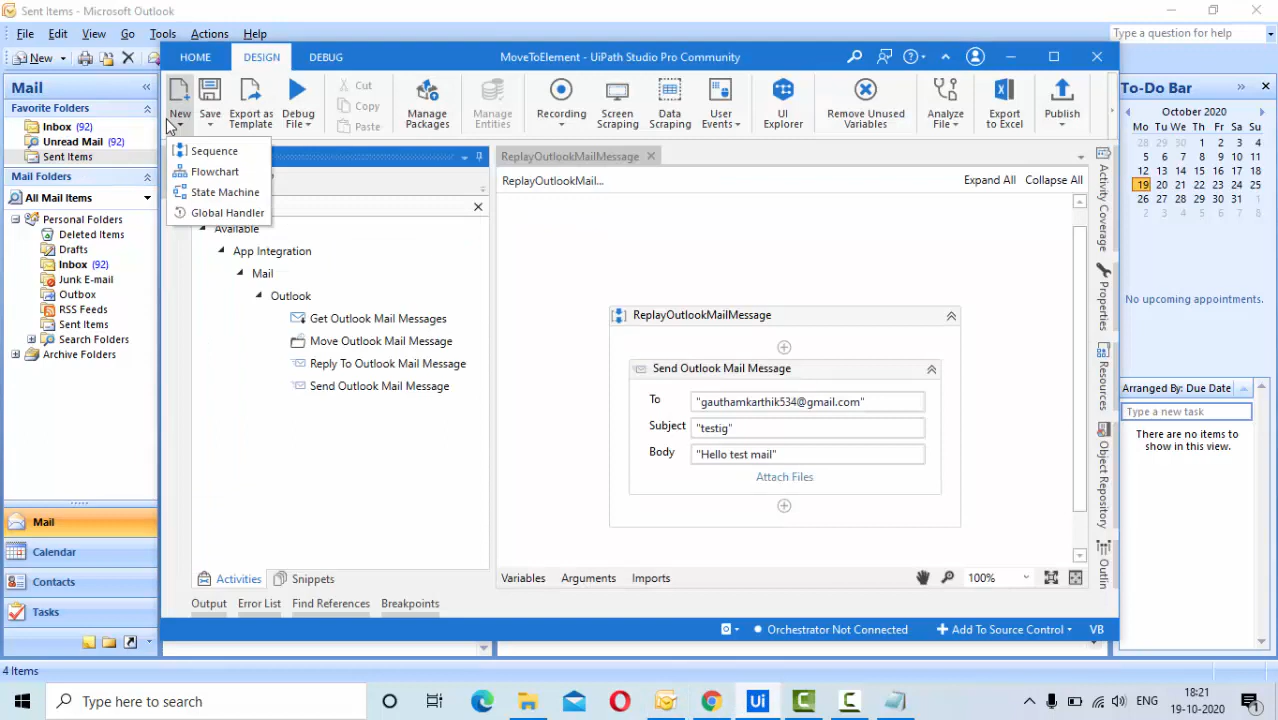 Sent Items - Microsoft Outlook
File Edit View Go Tools Actions Help
Type a question for help
New
Mail
Favorite Folders
Inbox (92)
Unread Mail (92)
Sent Items
Mail Folders
All Mail Items
Personal Folders
Deleted Items
Drafts
Inbox (92)
Junk E-mail
Outbox
RSS Feeds
Sent Items
Search Folders
Archive Folders
Mail
Calendar
Contacts
Tasks
4 Items
HOME DESIGN DEBUG
MoveToElement - UiPath Studio Pro Community
New
Save
Export as Template
Debug File
Cut
Copy
Paste
Manage Packages
Manage Entities
Recording
Screen Scraping
Data Scraping
User Events
UI Explorer
Remove Unused Variables
Analyze File
Export to Excel
Publish
Sequence
Flowchart
State Machine
Global Handler
Available
App Integration
Mail
Outlook
Get Outlook Mail Messages
Move Outlook Mail Message
Reply To Outlook Mail Message
Send Outlook Mail Message
Activities Snippets
ReplayOutlookMailMessage
ReplayOutlookMail...
Expand All Collapse All
ReplayOutlookMailMessage
Send Outlook Mail Message
To "gauthamkarthik534@gmail.com"
Subject "testig"
Body "Hello test mail"
Attach Files
Variables Arguments Imports
100%
Output Error List Find References Breakpoints
Orchestrator Not Connected
Add To Source Control
VB
Activity Coverage
Properties
Resources
Object Repository
Outlin
To-Do Bar
October 2020
Mo Tu We Th Fr Sa Su
28 29 30 1 2 3 4
5 6 7 8 9 10 11
12 13 14 15 16 17 18
19 20 21 22 23 24 25
26 27 28 29 30 31 1
2 3 4 5 6 7 8
No upcoming appointments.
Arranged By: Due Date
Type a new task
There are no items to
show in this view.
Type here to search
Ui
ENG
18:21
19-10-2020
1